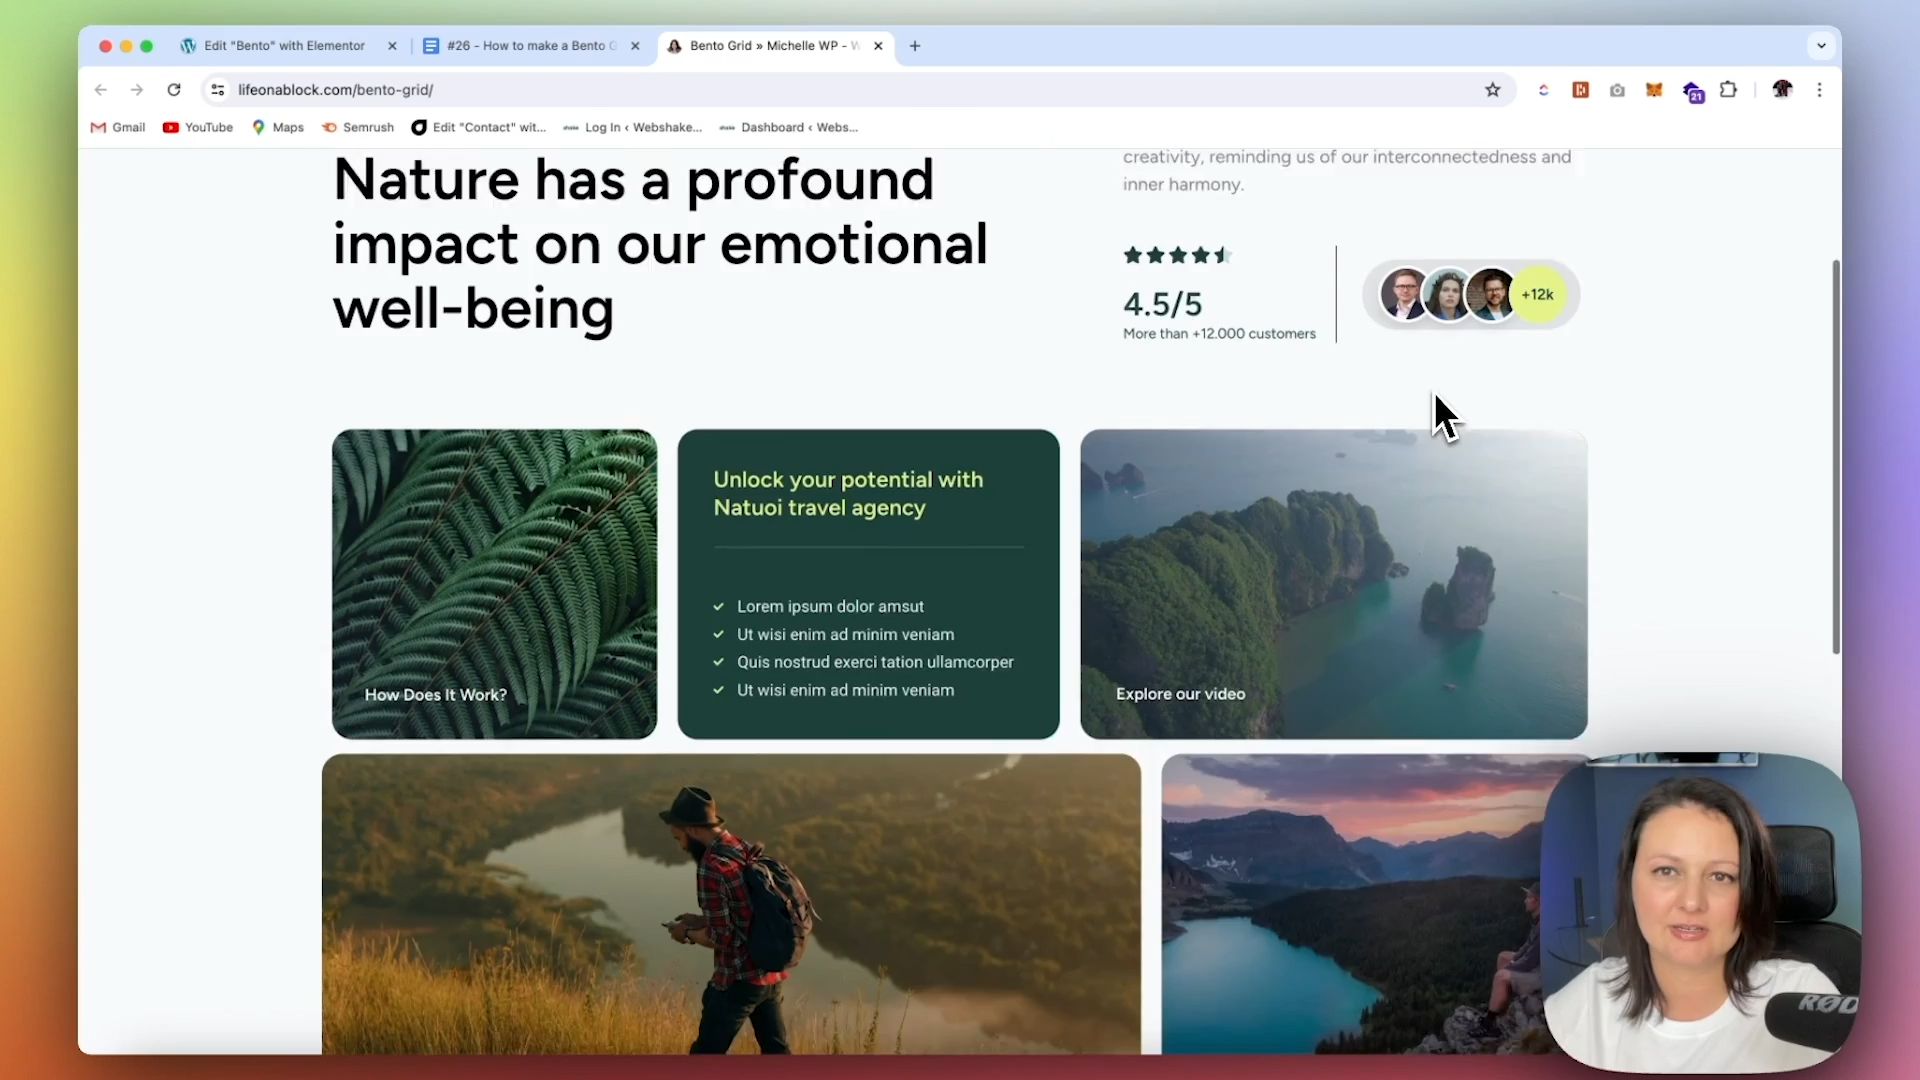 Edit "Bento" with Elementor
#26 - How to make a Bento G
Bento Grid » Michelle WP - W
lifeonablock.com/bento-grid/
21
Gmail
YouTube
Maps
Semrush
Edit "Contact" wit...
Log In ‹ Webshake...
Dashboard ‹ Webs...
Nature has a profound
impact on our emotional
well-being
creativity, reminding us of our interconnectedness and
inner harmony.
4.5/5
More than +12.000 customers
+12k
How Does It Work?
Unlock your potential with
Natuoi travel agency
Lorem ipsum dolor amsut
Ut wisi enim ad minim veniam
Quis nostrud exerci tation ullamcorper
Ut wisi enim ad minim veniam
Explore our video
RØD